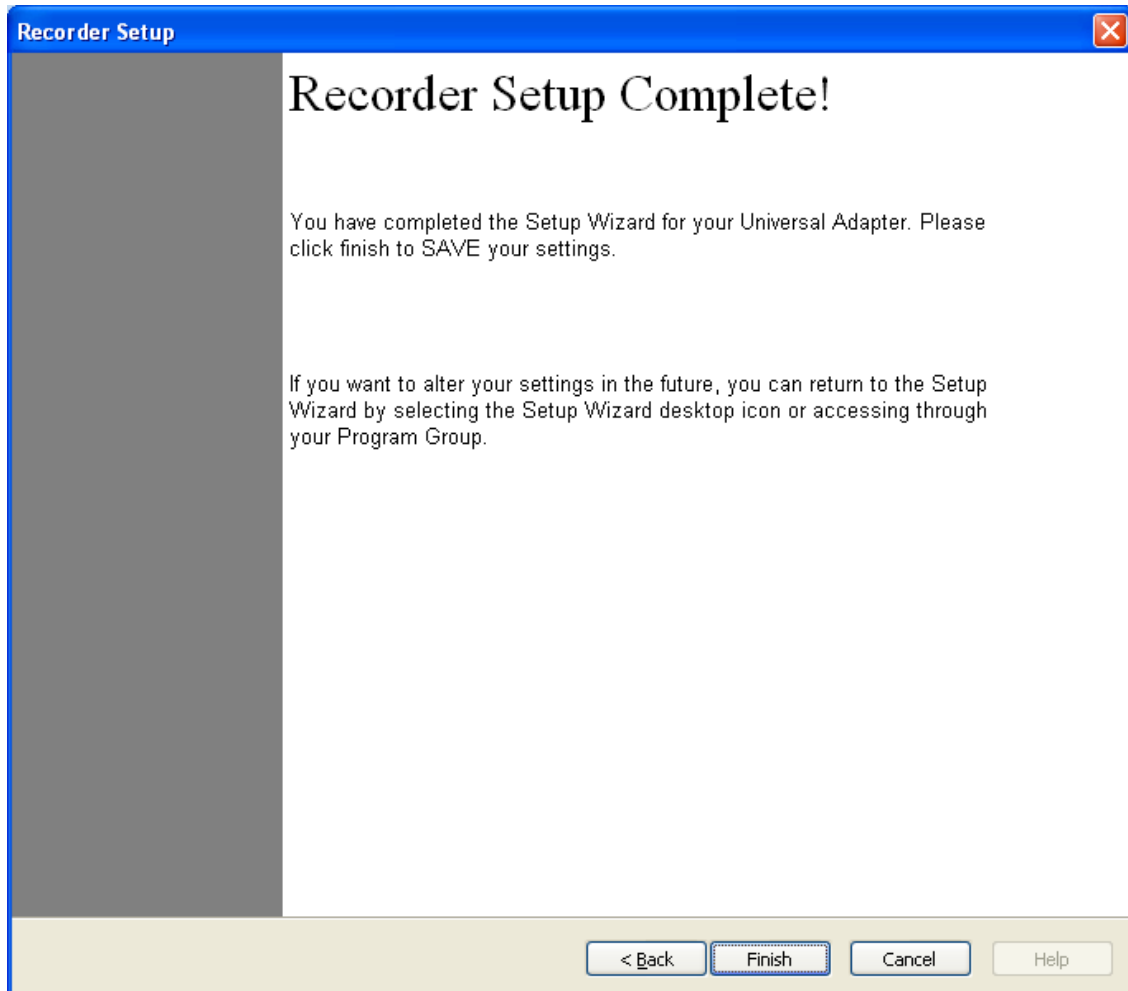 Recorder Setup
Recorder Setup Complete!
You have completed the Setup Wizard for your Universal Adapter. Please
click finish to SAVE your settings.
If you want to alter your settings in the future, you can return to the Setup
Wizard by selecting the Setup Wizard desktop icon or accessing through
your Program Group.
< Back
Finish
Cancel
Help